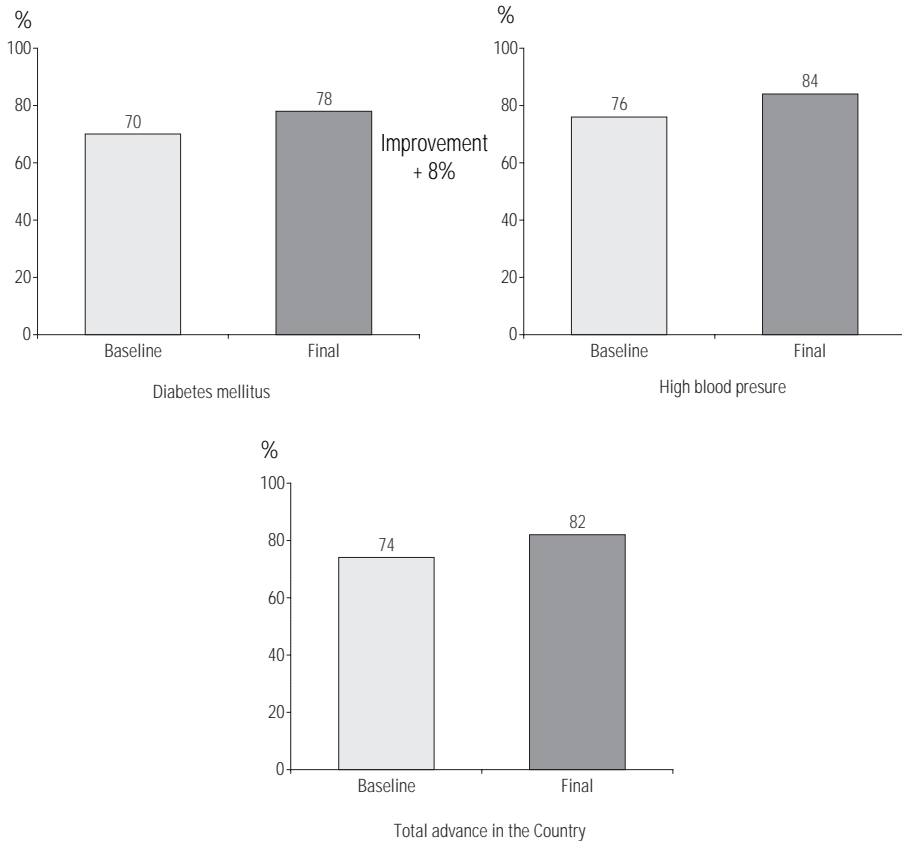 %
100
80
60
40
20
0
70
78
Baseline
Final
Diabetes mellitus
Improvement
+ 8%
%
100
80
60
40
20
0
76
84
Baseline
Final
High blood presure
%
100
80
60
40
20
0
74
82
Baseline
Final
Total advance in the Country